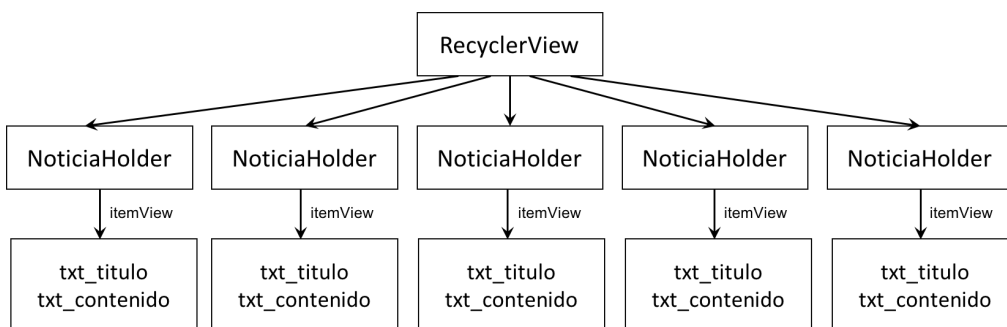 RecyclerView
NoticiaHolder
NoticiaHolder
NoticiaHolder
NoticiaHolder
NoticiaHolder
itemView
itemView
itemView
itemView
itemView
txt_titulo
txt_contenido
txt_titulo
txt_contenido
txt_titulo
txt_contenido
txt_titulo
txt_contenido
txt_titulo
txt_contenido